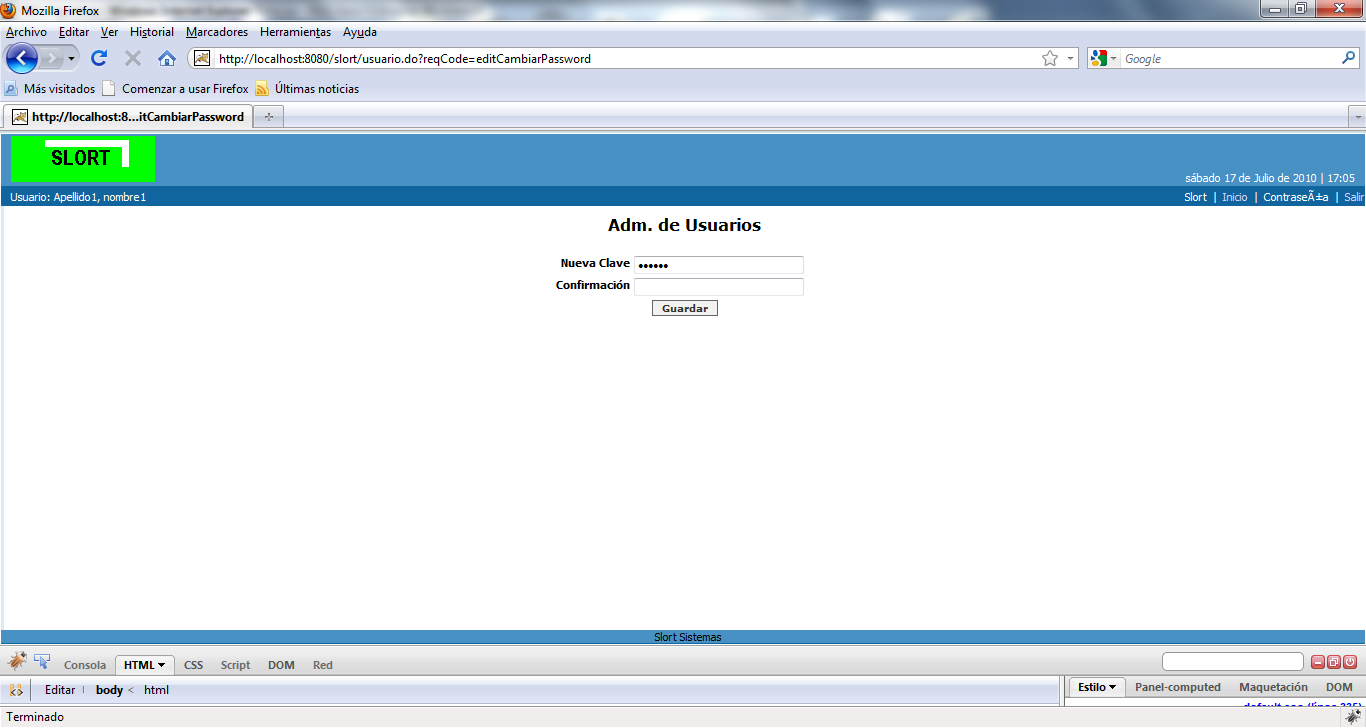 Mozilla Firefox
Archivo Editar Ver Historial Marcadores Herramientas Ayuda
http://localhost:8080/slort/usuario.do?reqCode=editCambiarPassword
Google
Más visitados Comenzar a usar Firefox Últimas noticias
http://localhost:8...itCambiarPassword
SLORT
sábado 17 de Julio de 2010 | 17:05
Usuario: Apellido1, nombre1
Slort | Inicio | ContraseÃ±a | Salir
Adm. de Usuarios
Nueva Clave ••••••
Confirmación
Guardar
Slort Sistemas
Consola HTML CSS Script DOM Red
Editar body < html
Estilo Panel-computed Maquetación DOM
Terminado